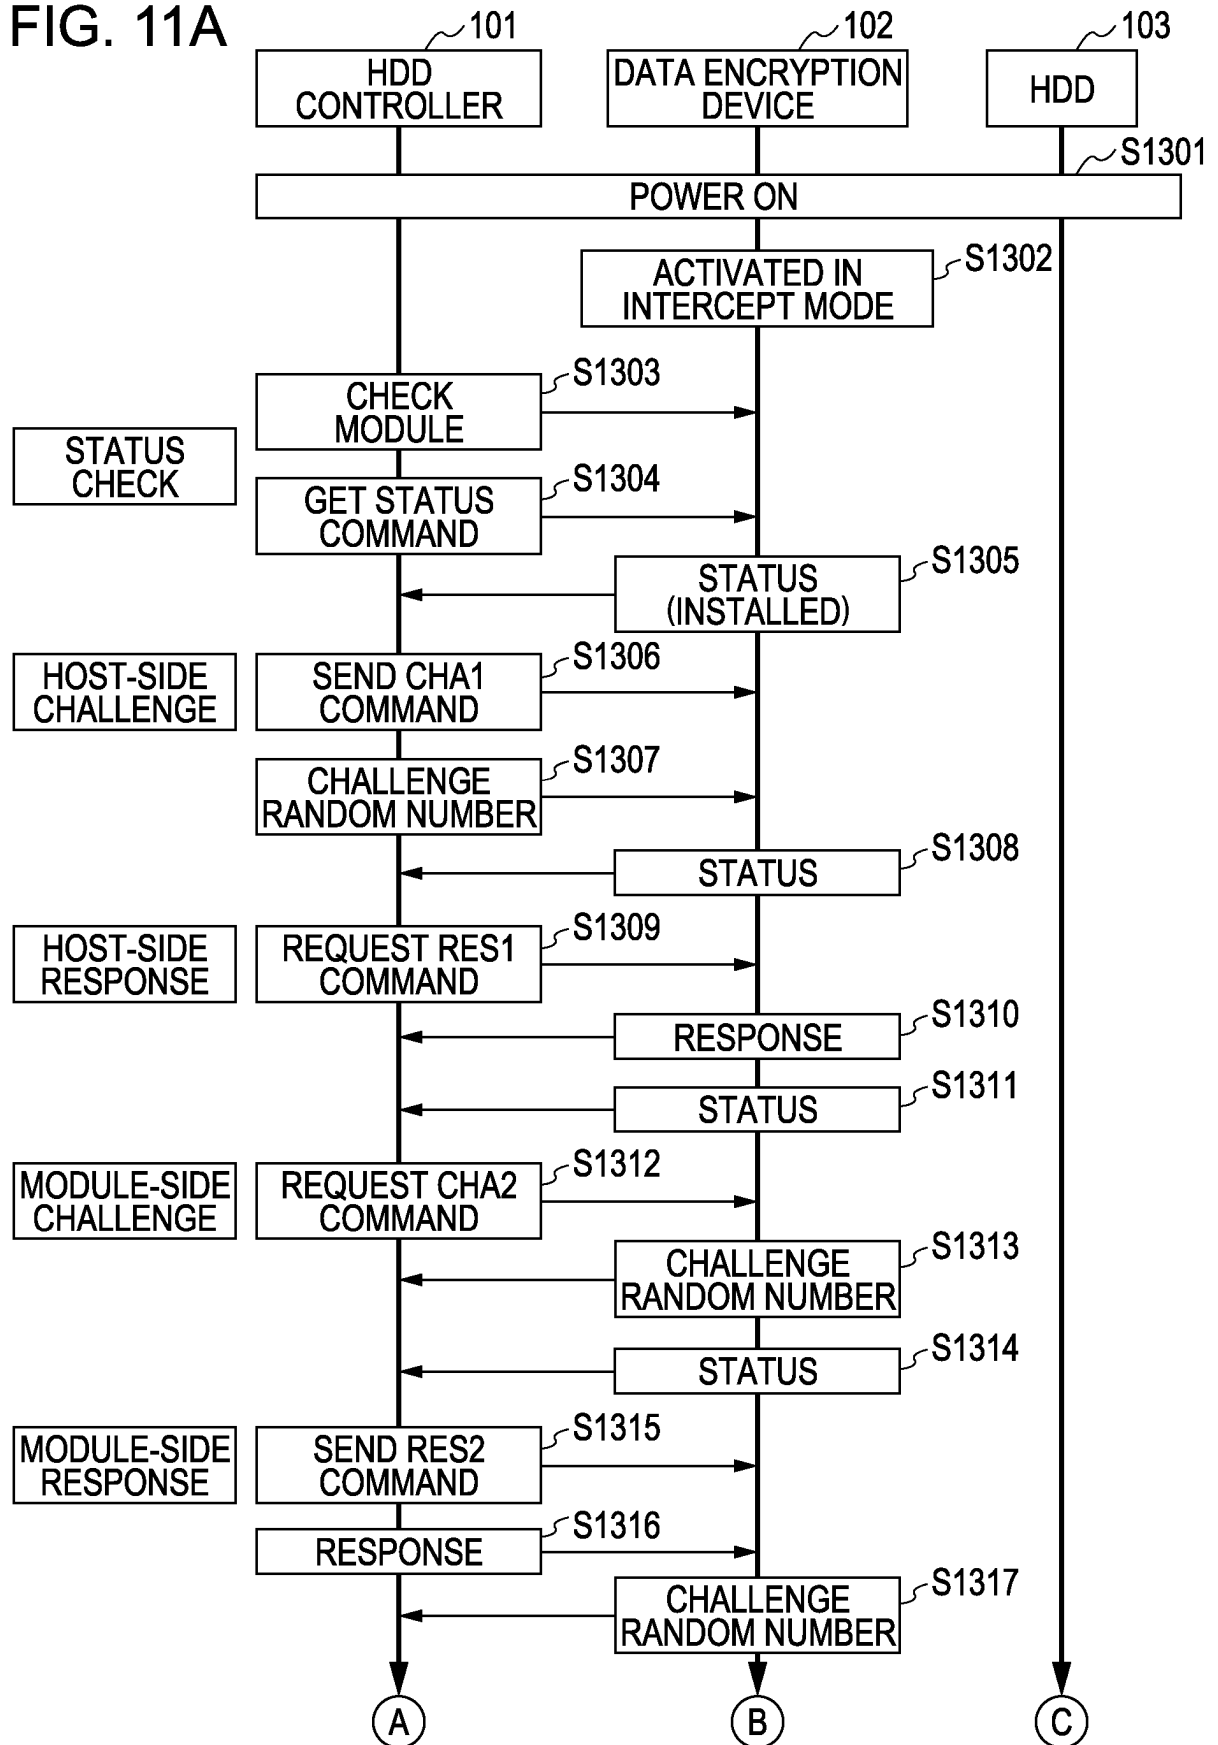 FIG. 11A
101
102
103
HDD
CONTROLLER
DATA ENCRYPTION
DEVICE
HDD
S1301
POWER ON
S1302
ACTIVATED IN
INTERCEPT MODE
S1303
CHECK
MODULE
STATUS
CHECK
S1304
GET STATUS
COMMAND
S1305
STATUS
(INSTALLED)
HOST-SIDE
CHALLENGE
S1306
SEND CHA1
COMMAND
S1307
CHALLENGE
RANDOM NUMBER
S1308
STATUS
HOST-SIDE
RESPONSE
S1309
REQUEST RES1
COMMAND
S1310
RESPONSE
S1311
STATUS
MODULE-SIDE
CHALLENGE
S1312
REQUEST CHA2
COMMAND
S1313
CHALLENGE
RANDOM NUMBER
S1314
STATUS
MODULE-SIDE
RESPONSE
S1315
SEND RES2
COMMAND
S1316
RESPONSE
S1317
CHALLENGE
RANDOM NUMBER
A
B
C